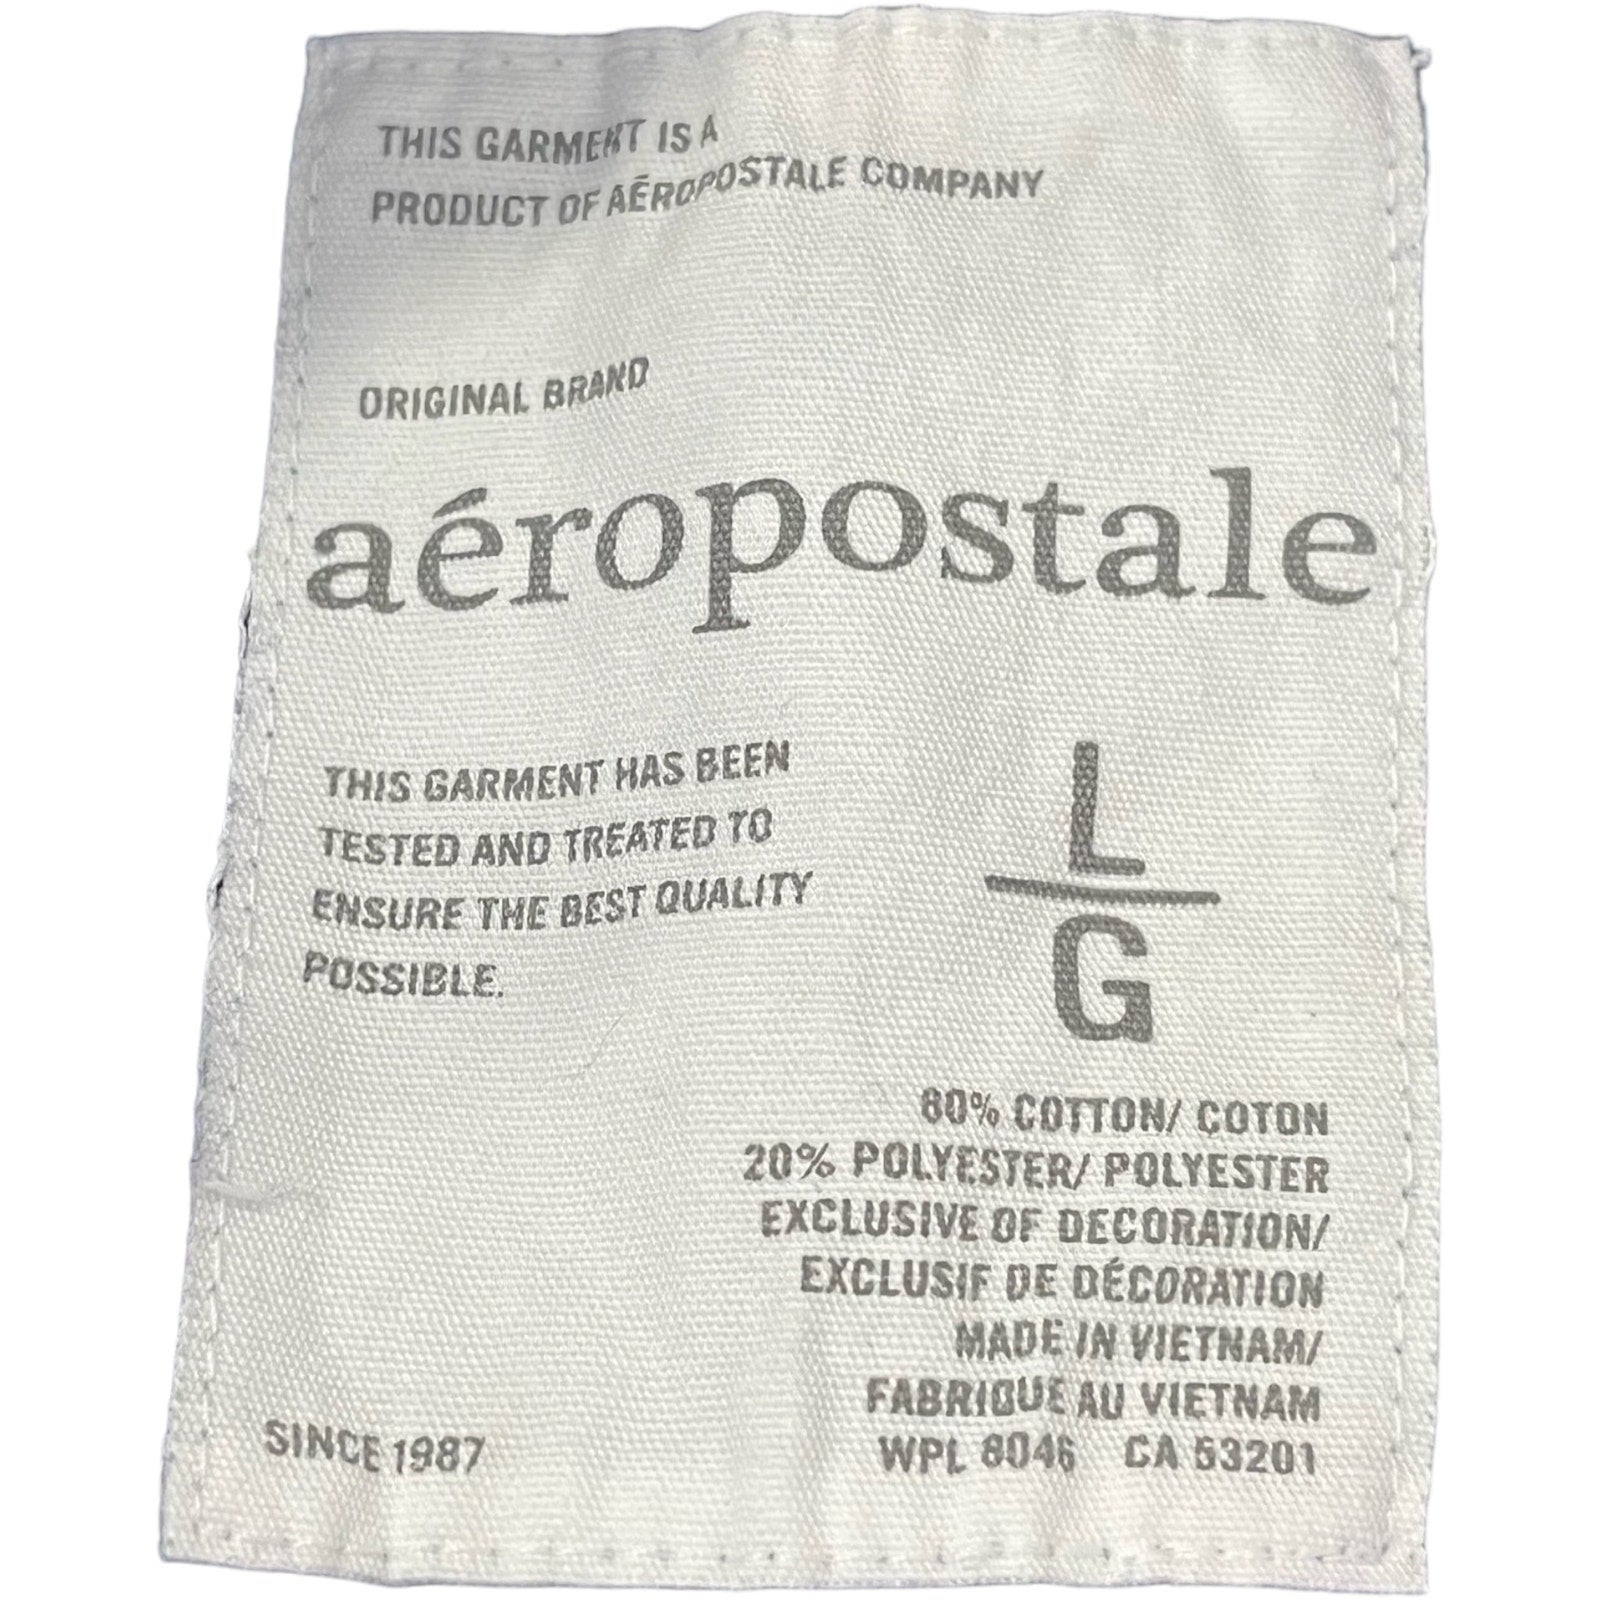 THIS GARMENT IS A
PRODUCT OF AÉROPOSTALE COMPANY
ORIGINAL BRAND
aéropostale
THIS GARMENT HAS BEEN
TESTED AND TREATED TO
ENSURE THE BEST QUALITY
POSSIBLE.
L
G
80% COTTON/ COTON
20% POLYESTER/ POLYESTER
EXCLUSIVE OF DECORATION/
EXCLUSIF DE DÉCORATION
MADE IN VIETNAM/
FABRIQUE AU VIETNAM
WPL 8046 CA 53201
SINCE 1987